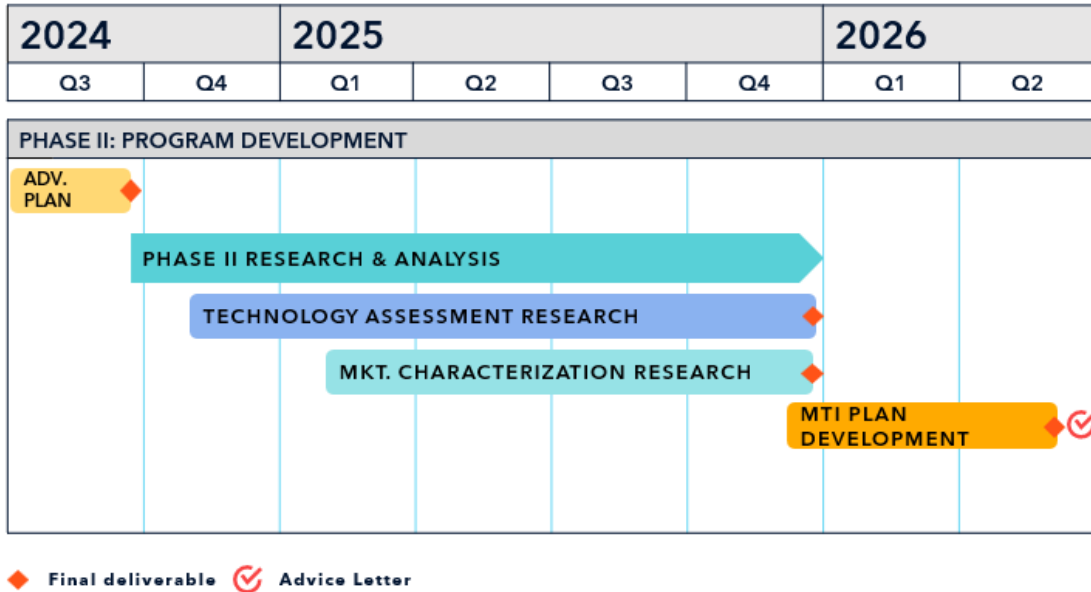 2024 2025 2026
Q3 Q4 Q1 Q2 Q3 Q4 Q1 Q2
PHASE II: PROGRAM DEVELOPMENT
ADV.
PLAN
PHASE II RESEARCH & ANALYSIS
TECHNOLOGY ASSESSMENT RESEARCH
MKT. CHARACTERIZATION RESEARCH
MTI PLAN
DEVELOPMENT
Final deliverable Advice Letter